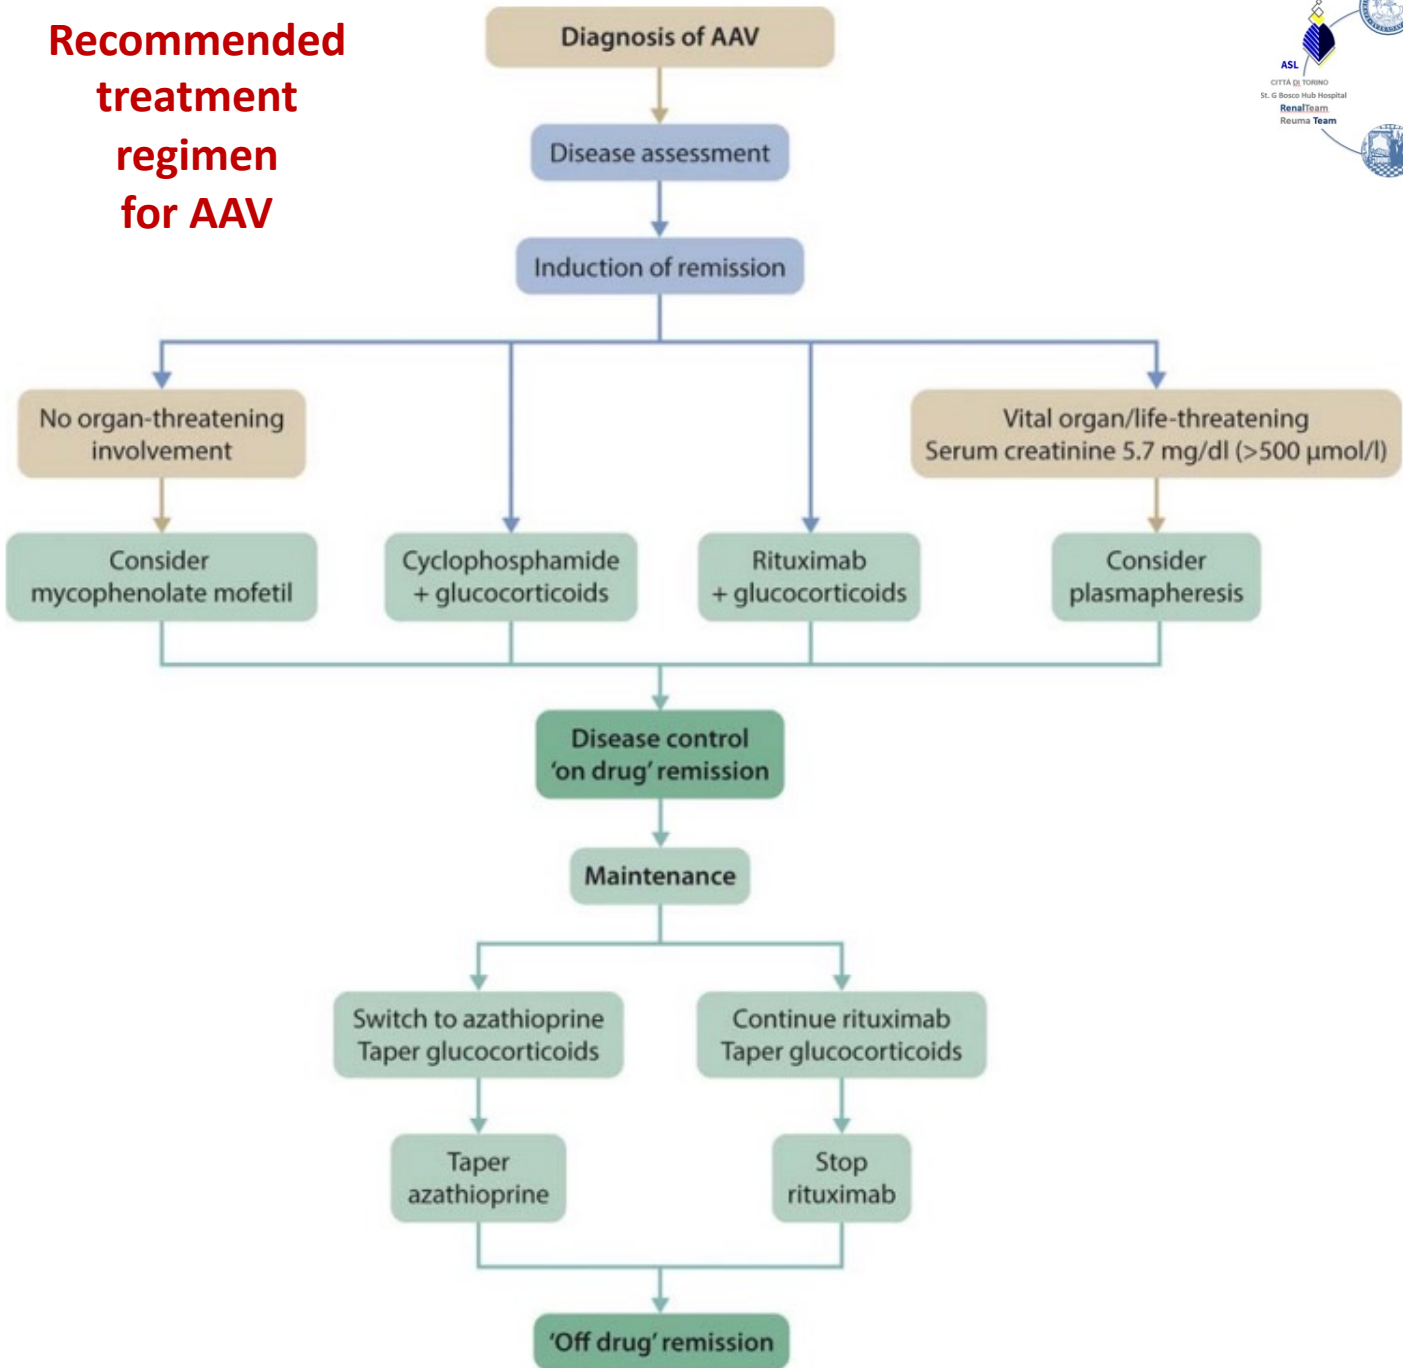 Recommended
treatment
regimen
for AAV
ASL
CITTÀ DI TORINO
St. G Bosco Hub Hospital
RenalTeam
Reuma Team
Diagnosis of AAV
Disease assessment
Induction of remission
No organ-threatening
involvement
Vital organ/life-threatening
Serum creatinine 5.7 mg/dl (>500 μmol/l)
Consider
mycophenolate mofetil
Cyclophosphamide
+ glucocorticoids
Rituximab
+ glucocorticoids
Consider
plasmapheresis
Disease control
‘on drug’ remission
Maintenance
Switch to azathioprine
Taper glucocorticoids
Continue rituximab
Taper glucocorticoids
Taper
azathioprine
Stop
rituximab
‘Off drug’ remission